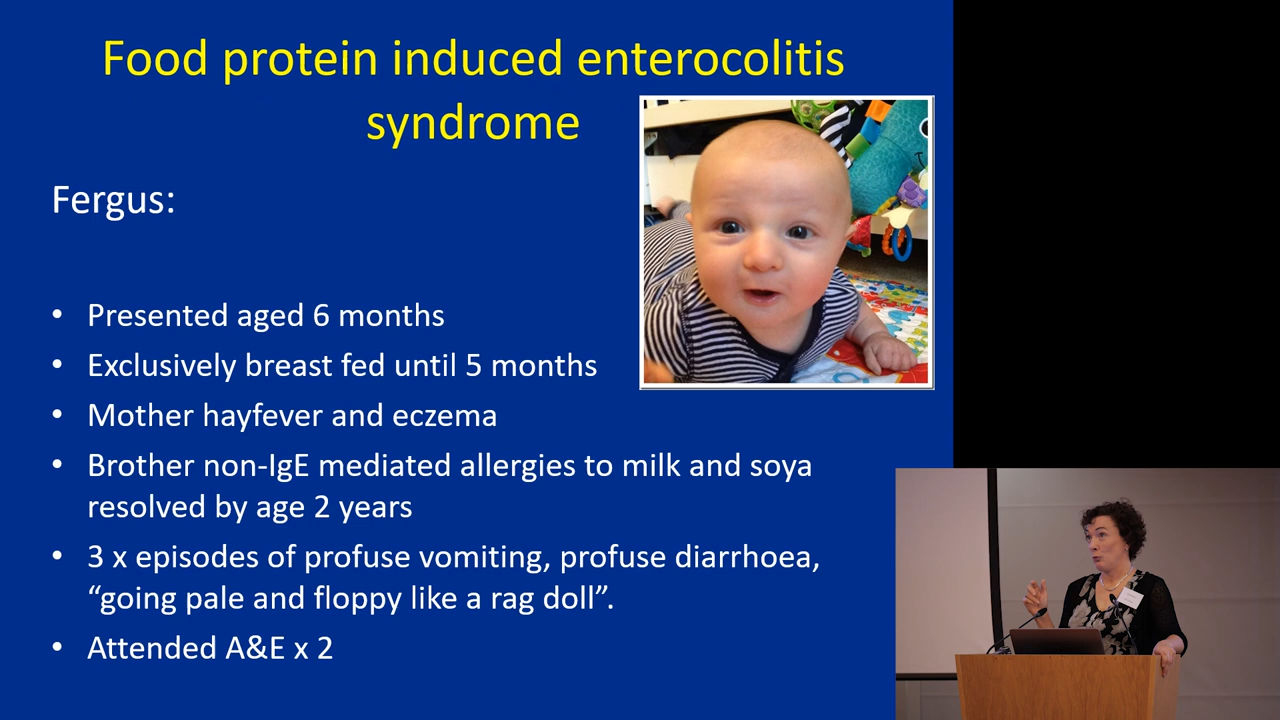 Food protein induced enterocolitis
syndrome
Fergus:
• Presented aged 6 months
• Exclusively breast fed until 5 months
• Mother hayfever and eczema
• Brother non-IgE mediated allergies to milk and soya
resolved by age 2 years
• 3 x episodes of profuse vomiting, profuse diarrhoea,
“going pale and floppy like a rag doll”.
• Attended A&E x 2